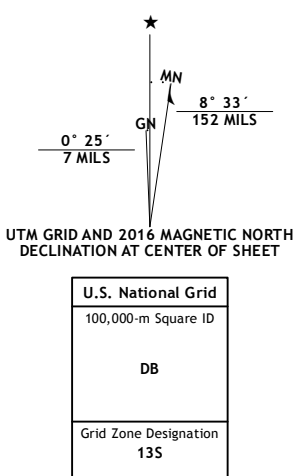 ★
MN
GN
8° 33´
152 MILS
0° 25´
7 MILS
UTM GRID AND 2016 MAGNETIC NORTH
DECLINATION AT CENTER OF SHEET
U.S. National Grid
100,000-m Square ID
DB
Grid Zone Designation
13S